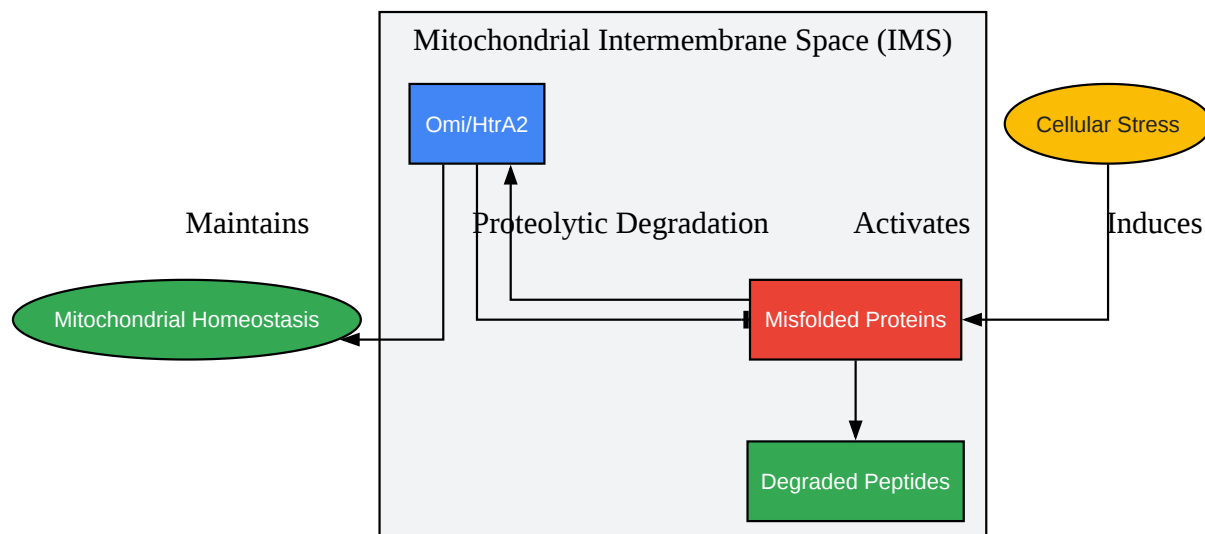 Mitochondrial Intermembrane Space (IMS)
Omi/HtrA2
Cellular Stress
Maintains
Proteolytic Degradation
Activates
Induces
Mitochondrial Homeostasis
Misfolded Proteins
Degraded Peptides